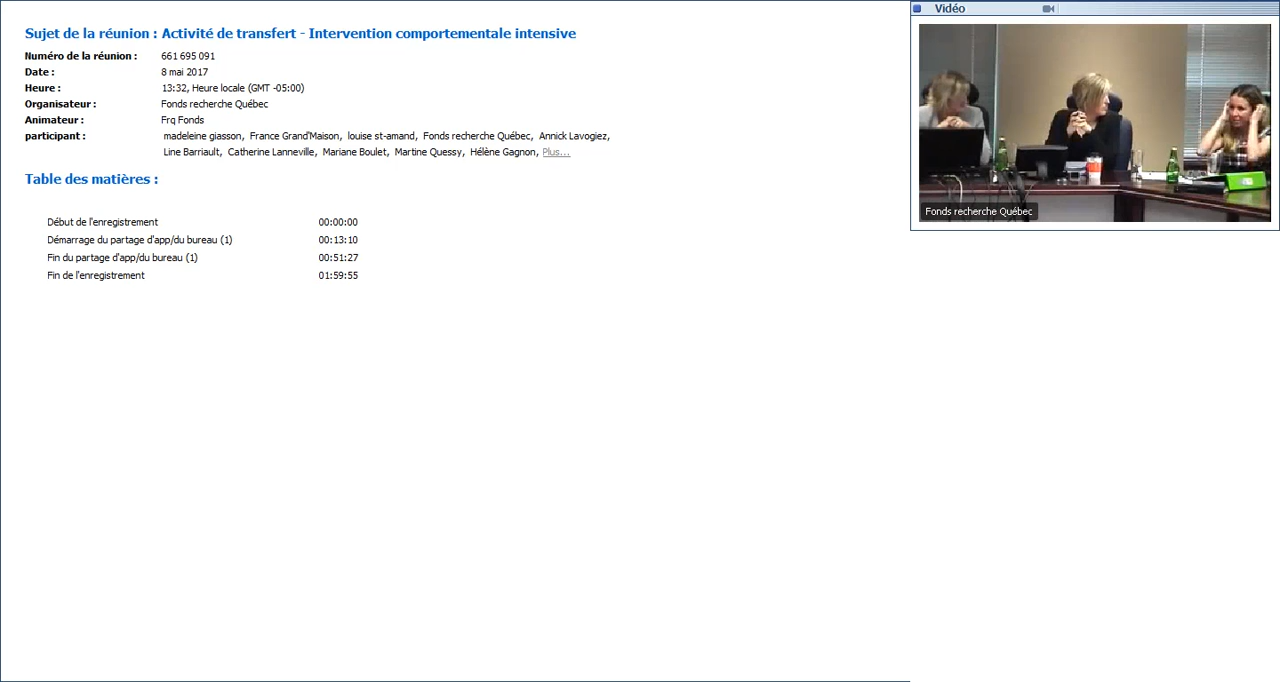 Sujet de la réunion : Activité de transfert - Intervention comportementale intensive
Numéro de la réunion : 661 695 091
Date : 8 mai 2017
Heure : 13:32, Heure locale (GMT -05:00)
Organisateur : Fonds recherche Québec
Animateur : Frq Fonds
participant : madeleine giasson, France Grand'Maison, louise st-amand, Fonds recherche Québec, Annick Lavogiez,
Line Barriault, Catherine Lanneville, Mariane Boulet, Martine Quessy, Hélène Gagnon, Plus...
Table des matières :
Début de l'enregistrement 00:00:00
Démarrage du partage d'app/du bureau (1) 00:13:10
Fin du partage d'app/du bureau (1) 00:51:27
Fin de l'enregistrement 01:59:55
Vidéo
Fonds recherche Québec